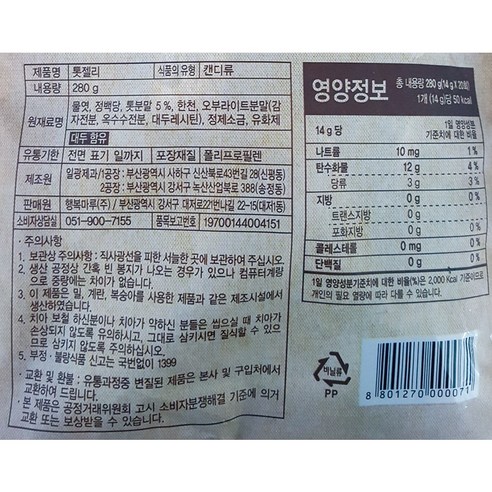 제품명 톳젤리 식품의 유형 캔디류
내용량 280 g
원재료명 물엿, 정백당, 톳분말 5 %, 한천, 오부라이트분말(감
자전분, 옥수수전분, 대두레시틴), 정제소금, 유화제
대두 함유
유통기한 전면 표기 일까지 포장재질 폴리프로필렌
제조원 일광제과/1공장: 부산광역시 사하구 신산북로43번길 28(신평동)
2공장: 부산광역시 강서구 녹산산업북로 388(송정동)
판매원 행복마루(주) / 부산광역시 강서구 대저로221번나길 22-15(대저1동)
소비자상담실 051-900-7155 품목보고번호 19700144004151
· 주의사항
1. 보관상 주의사항 : 직사광선을 피한 서늘한 곳에 보관하여 주십시오.
2. 생산 공정상 간혹 빈 봉지가 나오는 경우가 있으나 컴퓨터계량
으로 중량에는 차이가 없습니다.
3. 이 제품은 밀, 계란, 복숭아를 사용한 제품과 같은 제조시설에서
생산하였습니다.
4. 치아 보철 하신분이나 치아가 약하신 분들은 씹으실 때 치아가
손상되지 않도록 유의하시고, 그대로 삼키시면 질식할 수 있으
므로 삼키지 않도록 주의하십시오.
5. 부정 · 불량식품 신고는 국번없이 1399
· 교환 및 환불 : 유통과정중 변질된 제품은 본사 및 구입처에서
교환하여 드립니다.
· 본 제품은 공정거래위원회 고시 소비자분쟁해결 기준에 의거
교환 또는 보상받을 수 있습니다.
영양정보
총 내용량 280 g(14 g X 20회)
1개 (14 g)당 50 kcal
14 g 당 1일 영양성분
기준치에 대한 비율
나트륨 10 mg 1 %
탄수화물 12 g 4 %
당류 3 g 3 %
지방 0 g
트랜스지방 0 g
포화지방 0 g
콜레스테롤 0 mg 0 %
단백질 0 g 0 %
1일 영양성분기준치에 대한 비율(%)은 2,000 Kcal 기준이므로
개인의 필요 열량에 따라 다를 수 있습니다.
비닐류
PP
8 801270 000071